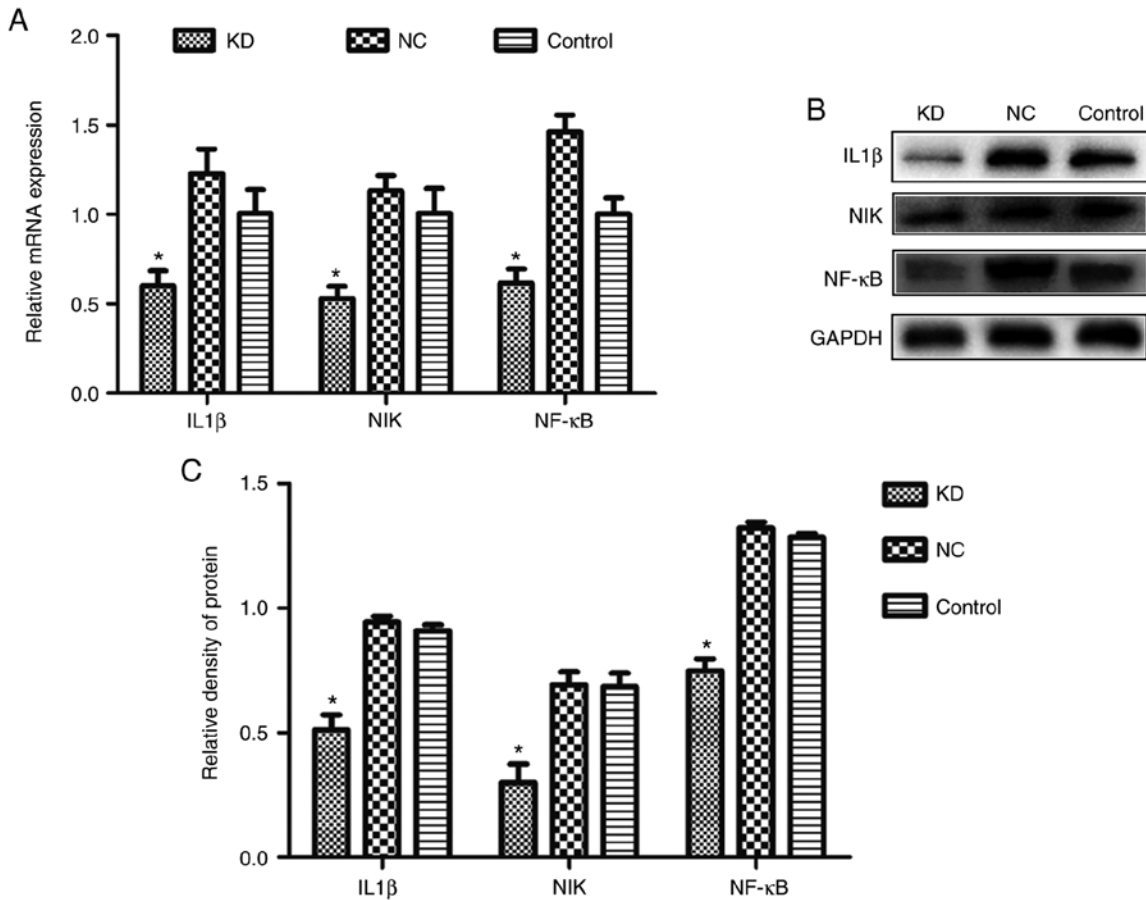 A
KD NC Control
Relative mRNA expression
2.0
1.5
1.0
0.5
0.0
*
*
*
IL1β NIK NF-κB
B
KD NC Control
IL1β
NIK
NF-κB
GAPDH
C
Relative density of protein
1.5
1.0
0.5
0.0
*
*
*
IL1β NIK NF-κB
KD
NC
Control